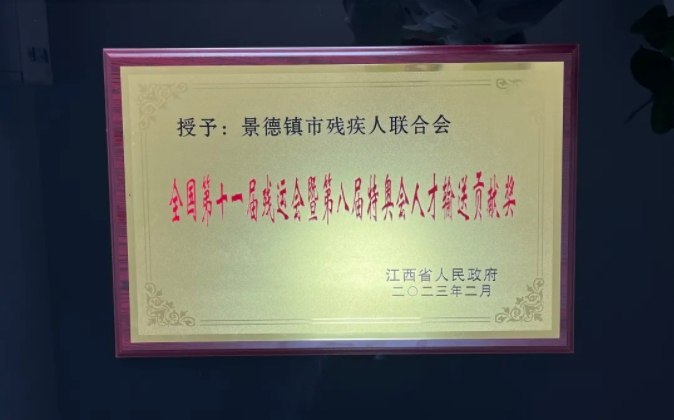 授予：景德镇市残疾人联合会
全国第十一届残运会暨第八届特奥会人才输送贡献奖
江西省人民政府
二〇二三年二月